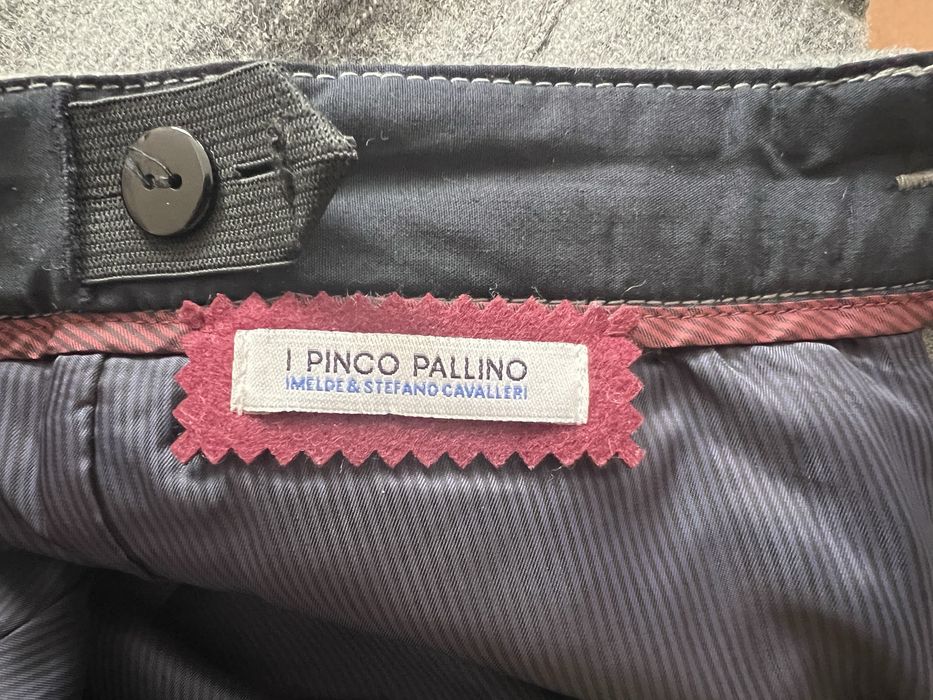 I PINCO PALLINO
IMELDE & STEFANO CAVALLERI